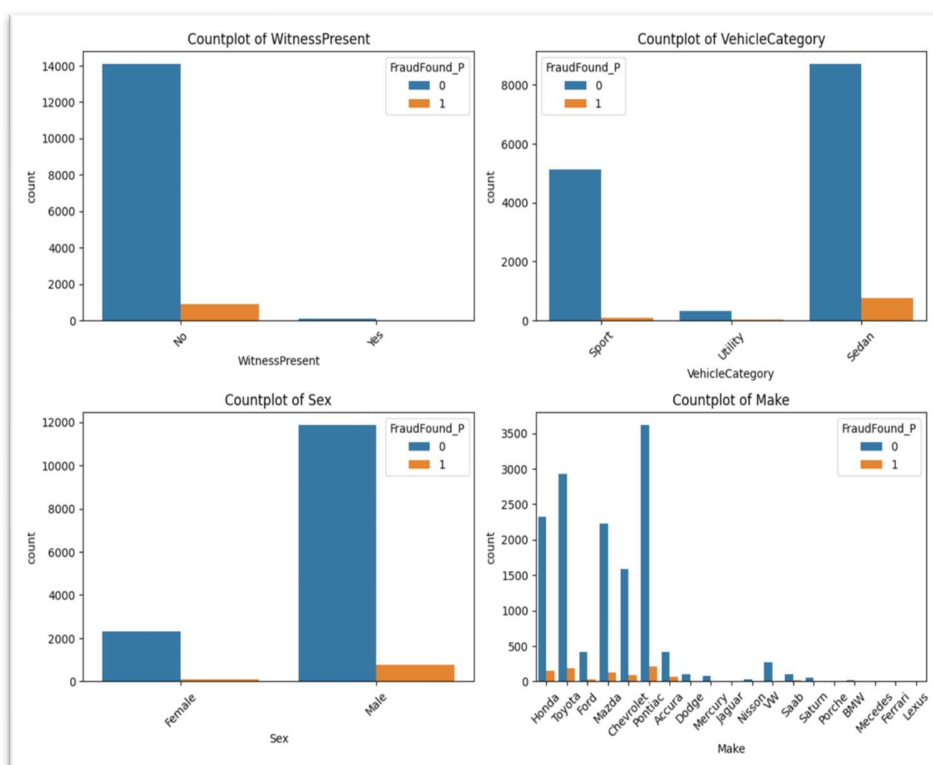 Countplot of WitnessPresent
FraudFound_P
0
1
14000
12000
10000
8000
6000
4000
2000
0
count
No
Yes
WitnessPresent
Countplot of VehicleCategory
FraudFound_P
0
1
8000
6000
4000
2000
0
count
Sport
Utility
Sedan
VehicleCategory
Countplot of Sex
FraudFound_P
0
1
12000
10000
8000
6000
4000
2000
0
count
Female
Male
Sex
Countplot of Make
FraudFound_P
0
1
3500
3000
2500
2000
1500
1000
500
0
count
Honda
Toyota
Ford
Mazda
Chevrolet
Pontiac
Accura
Dodge
Mercury
Jaguar
Nisson
VW
Saab
Saturn
Porche
BMW
Mecedes
Ferrari
Lexus
Make